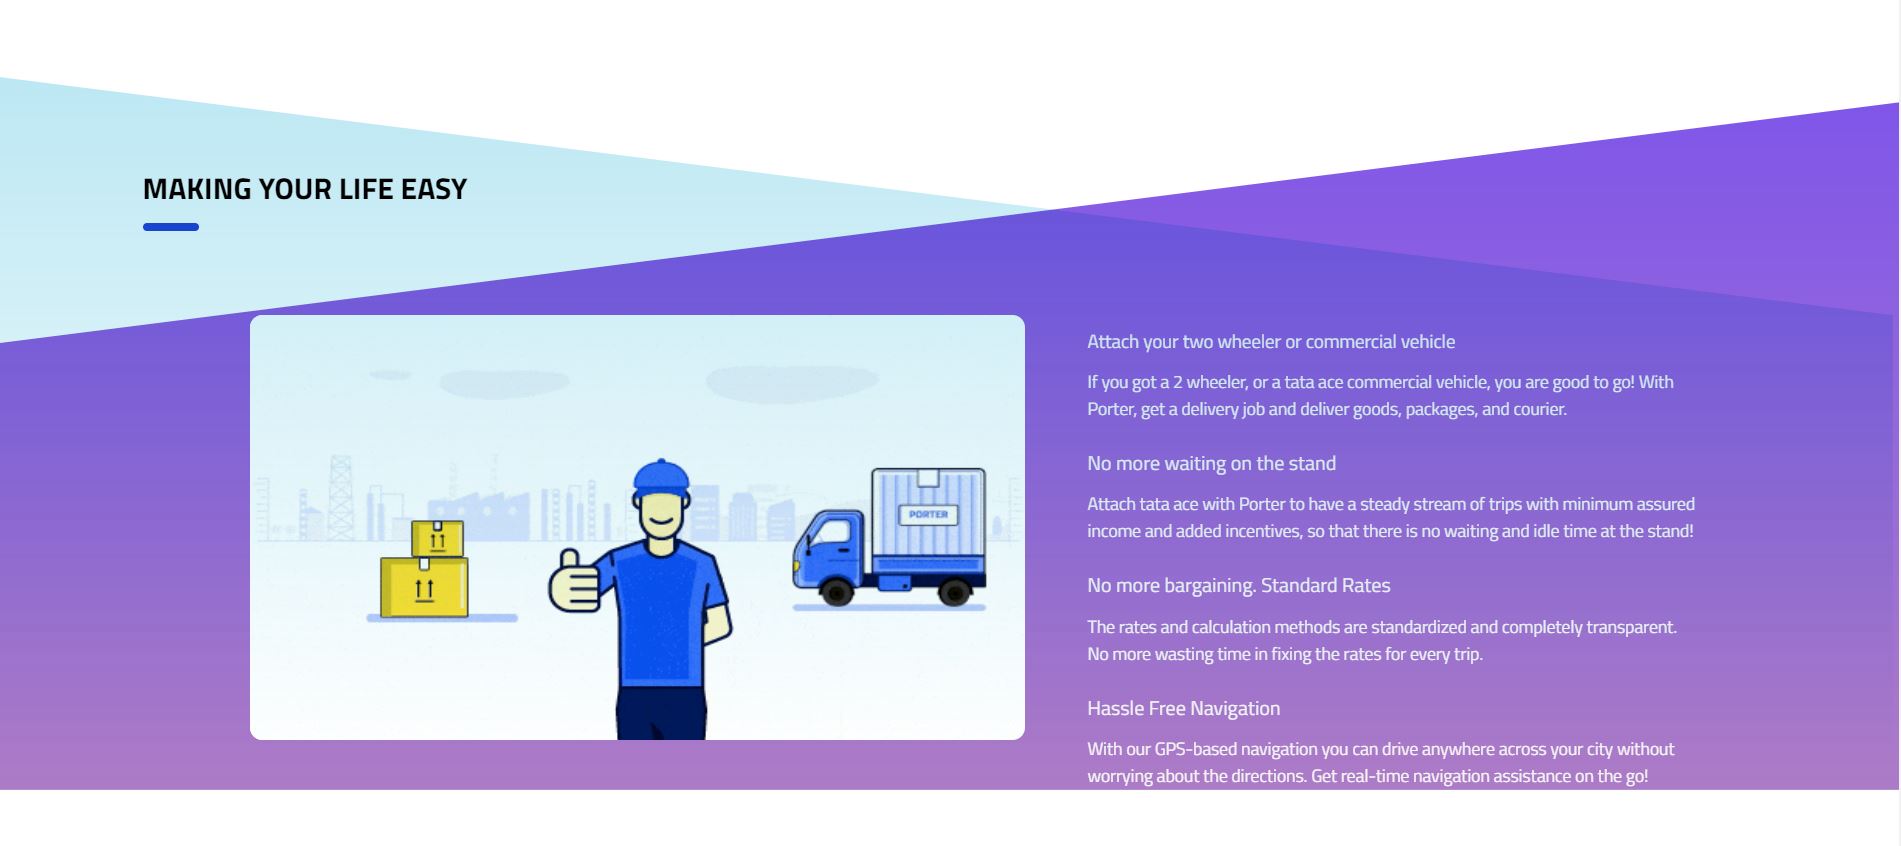 MAKING YOUR LIFE EASY
PORTER
Attach your two wheeler or commercial vehicle
If you got a 2 wheeler, or a tata ace commercial vehicle, you are good to go! With
Porter, get a delivery job and deliver goods, packages, and courier.
No more waiting on the stand
Attach tata ace with Porter to have a steady stream of trips with minimum assured
income and added incentives, so that there is no waiting and idle time at the stand!
No more bargaining. Standard Rates
The rates and calculation methods are standardized and completely transparent.
No more wasting time in fixing the rates for every trip.
Hassle Free Navigation
With our GPS-based navigation you can drive anywhere across your city without
worrying about the directions. Get real-time navigation assistance on the go!